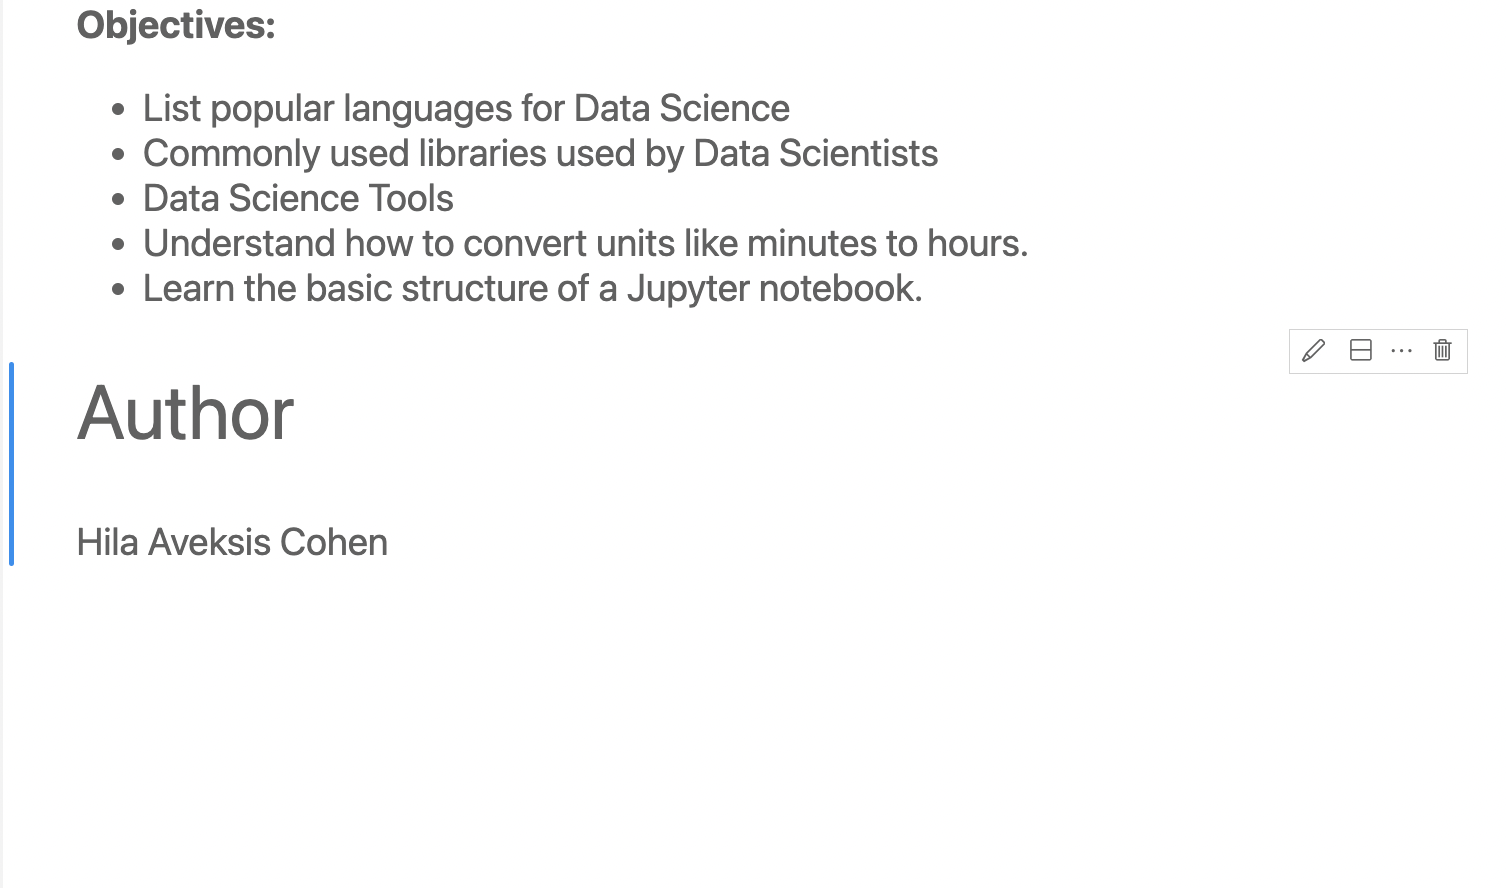 Objectives:
List popular languages for Data Science
Commonly used libraries used by Data Scientists
Data Science Tools
Understand how to convert units like minutes to hours.
Learn the basic structure of a Jupyter notebook.
Author
Hila Aveksis Cohen